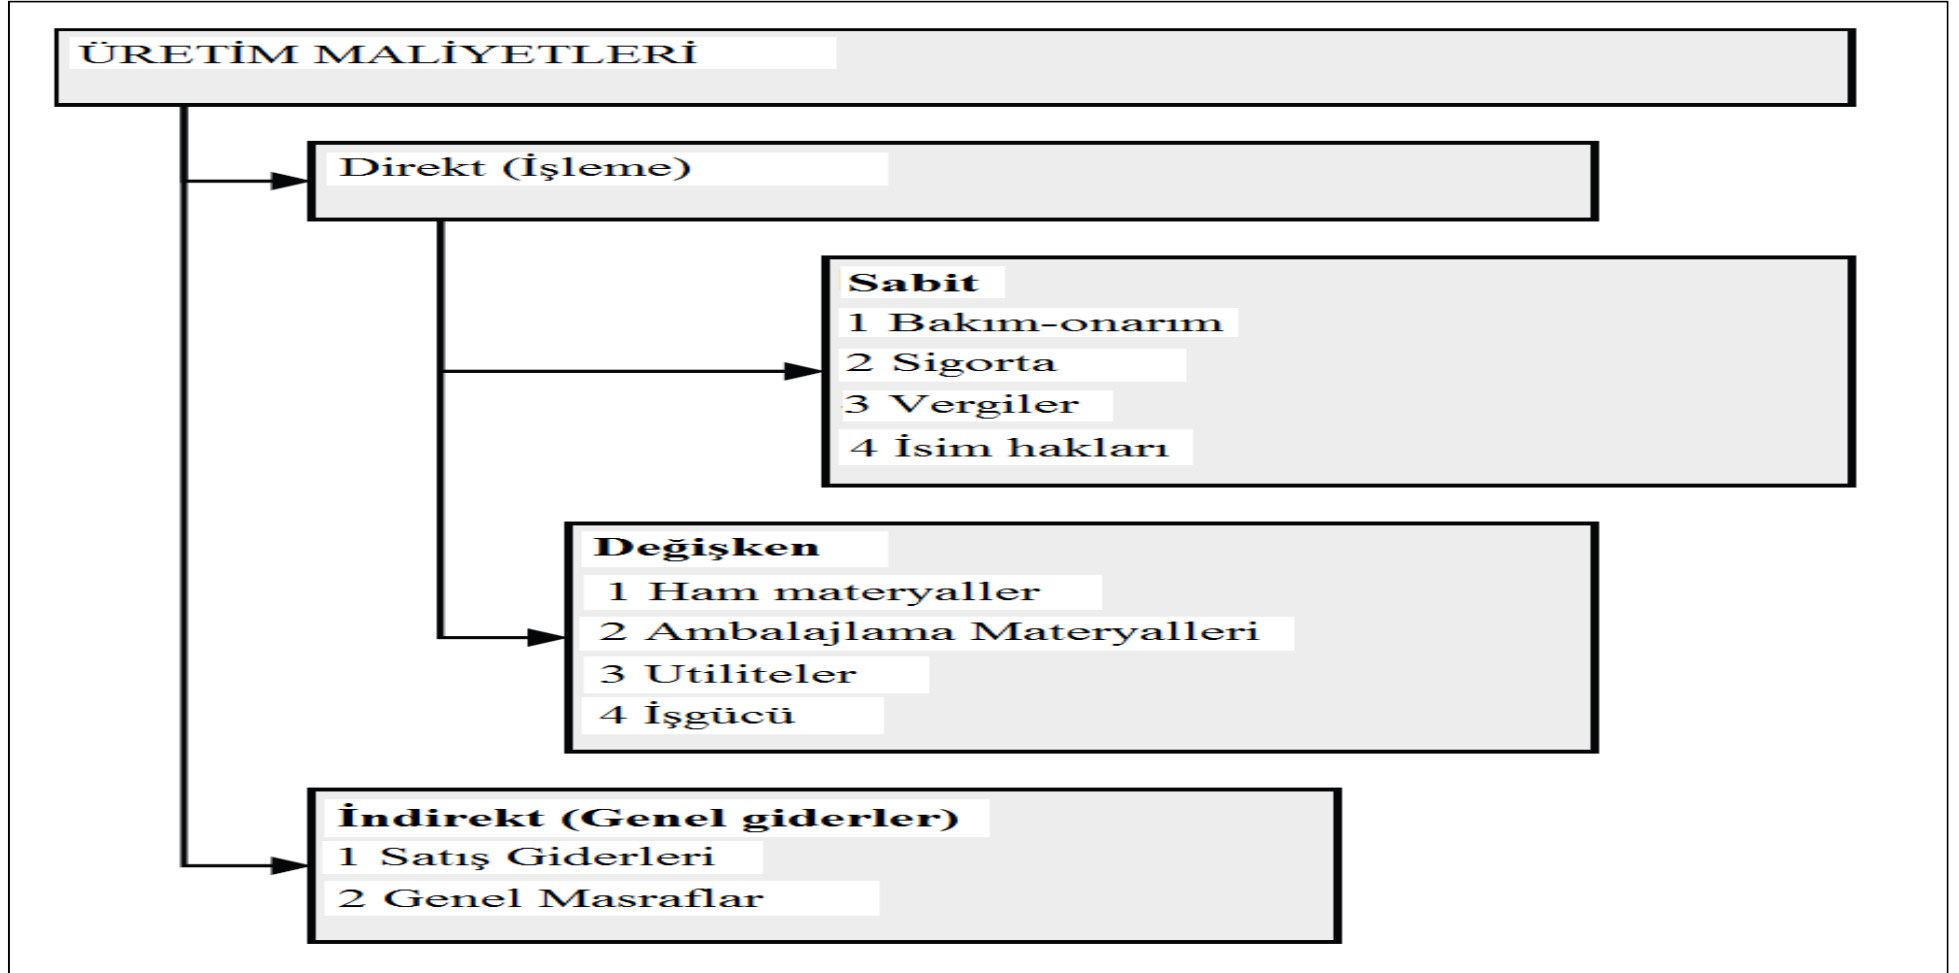 ÜRETİM MALİYETLERİ
Direkt (İşleme)
Sabit
1 Bakım-onarım
2 Sigorta
3 Vergiler
4 İsim hakları
Değişken
1 Ham materyaller
2 Ambalajlama Materyalleri
3 Utiliteler
4 İşgücü
İndirekt (Genel giderler)
1 Satış Giderleri
2 Genel Masraflar